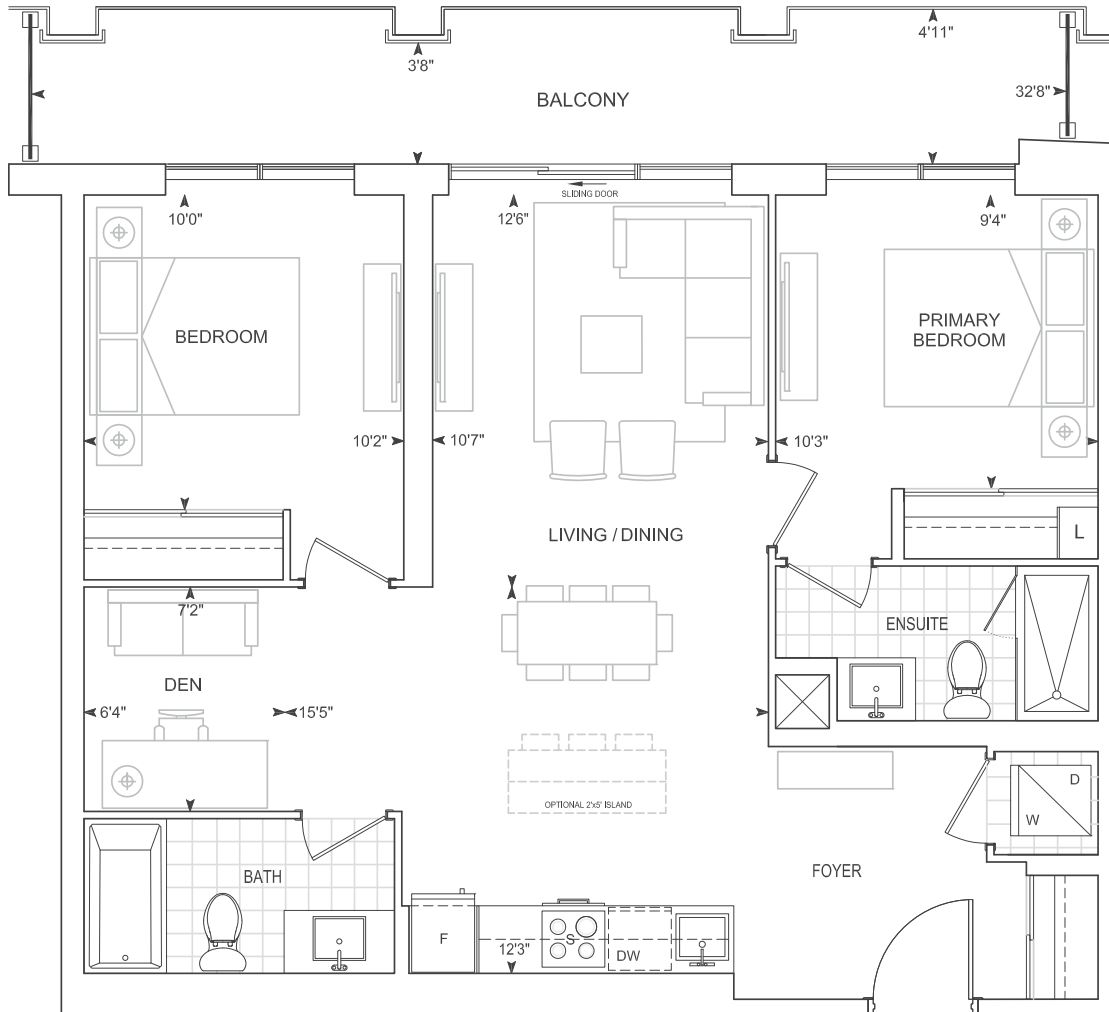 4'11"
3'8"
32'8"
BALCONY
SLIDING DOOR
10'0"
12'6"
9'4"
BEDROOM
PRIMARY
BEDROOM
10'2"
10'7"
10'3"
LIVING / DINING
L
7'2"
ENSUITE
DEN
6'4"
15'5"
OPTIONAL 2'x5' ISLAND
D
W
BATH
FOYER
F
S
12'3"
DW